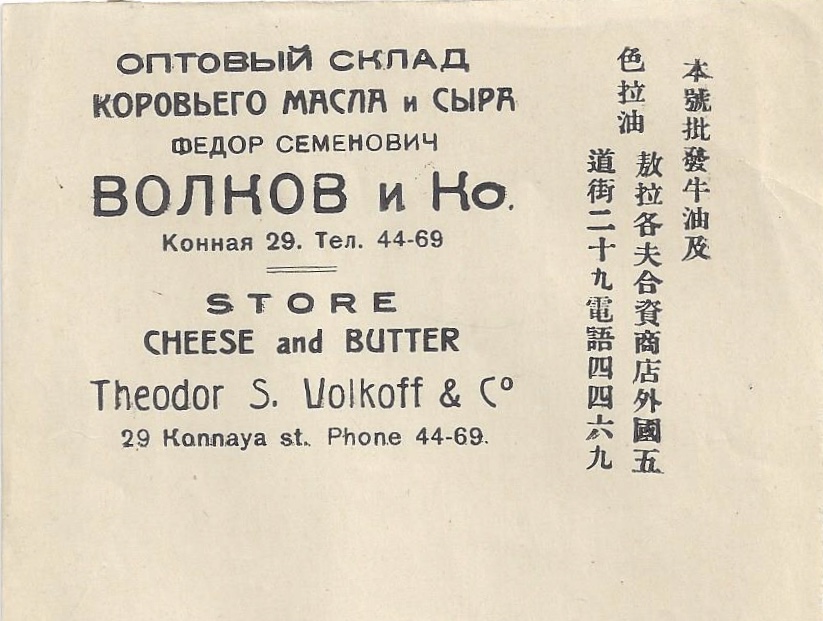 ОПТОВЫЙ СКЛАД
КОРОВЬЕГО МАСЛА и СЫРА
ФЕДОР СЕМЕНОВИЧ
ВОЛКОВ и Ко.
Конная 29. Тел. 44-69
STORE
CHEESE and BUTTER
Theodor S. Volkoff & Cº
29 Konnaya st. Phone 44-69.
本號批發牛油及
色拉油
敖拉各夫合資商店外國五
道街二十九電語四四六九